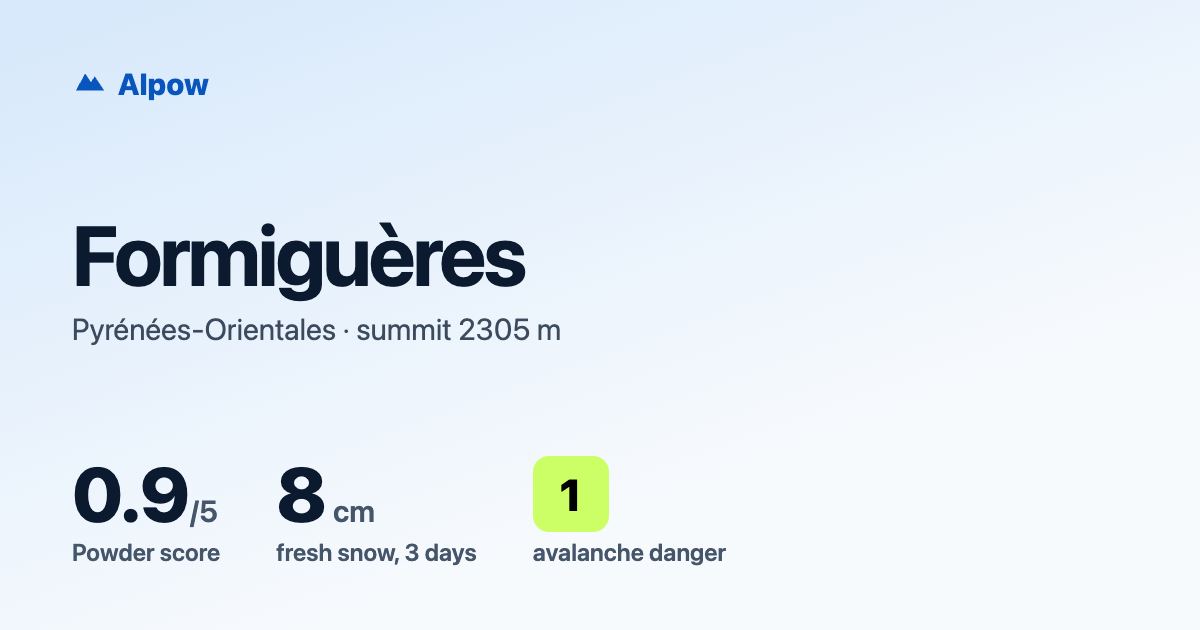 Alpow
Formiguères
Pyrénées-Orientales · summit 2305 m
0.9/5
Powder score
8 cm
fresh snow, 3 days
1
avalanche danger